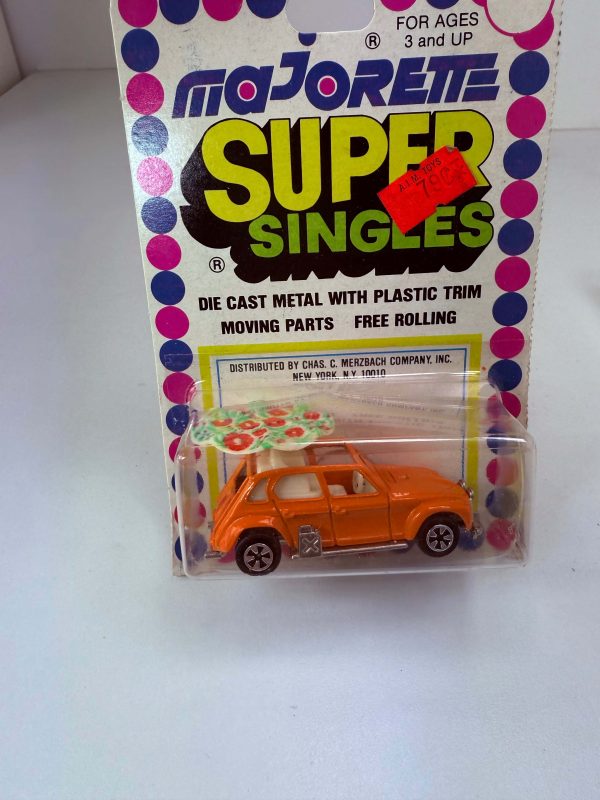 FOR AGES
3 and UP
®
majorette
SUPER
A.I.M. TOYS
SINGLES
®
DIE CAST METAL WITH PLASTIC TRIM
MOVING PARTS FREE ROLLING
DISTRIBUTED BY CHAS. C. MERZBACH COMPANY, INC.
NEW YORK, N.Y. 10010